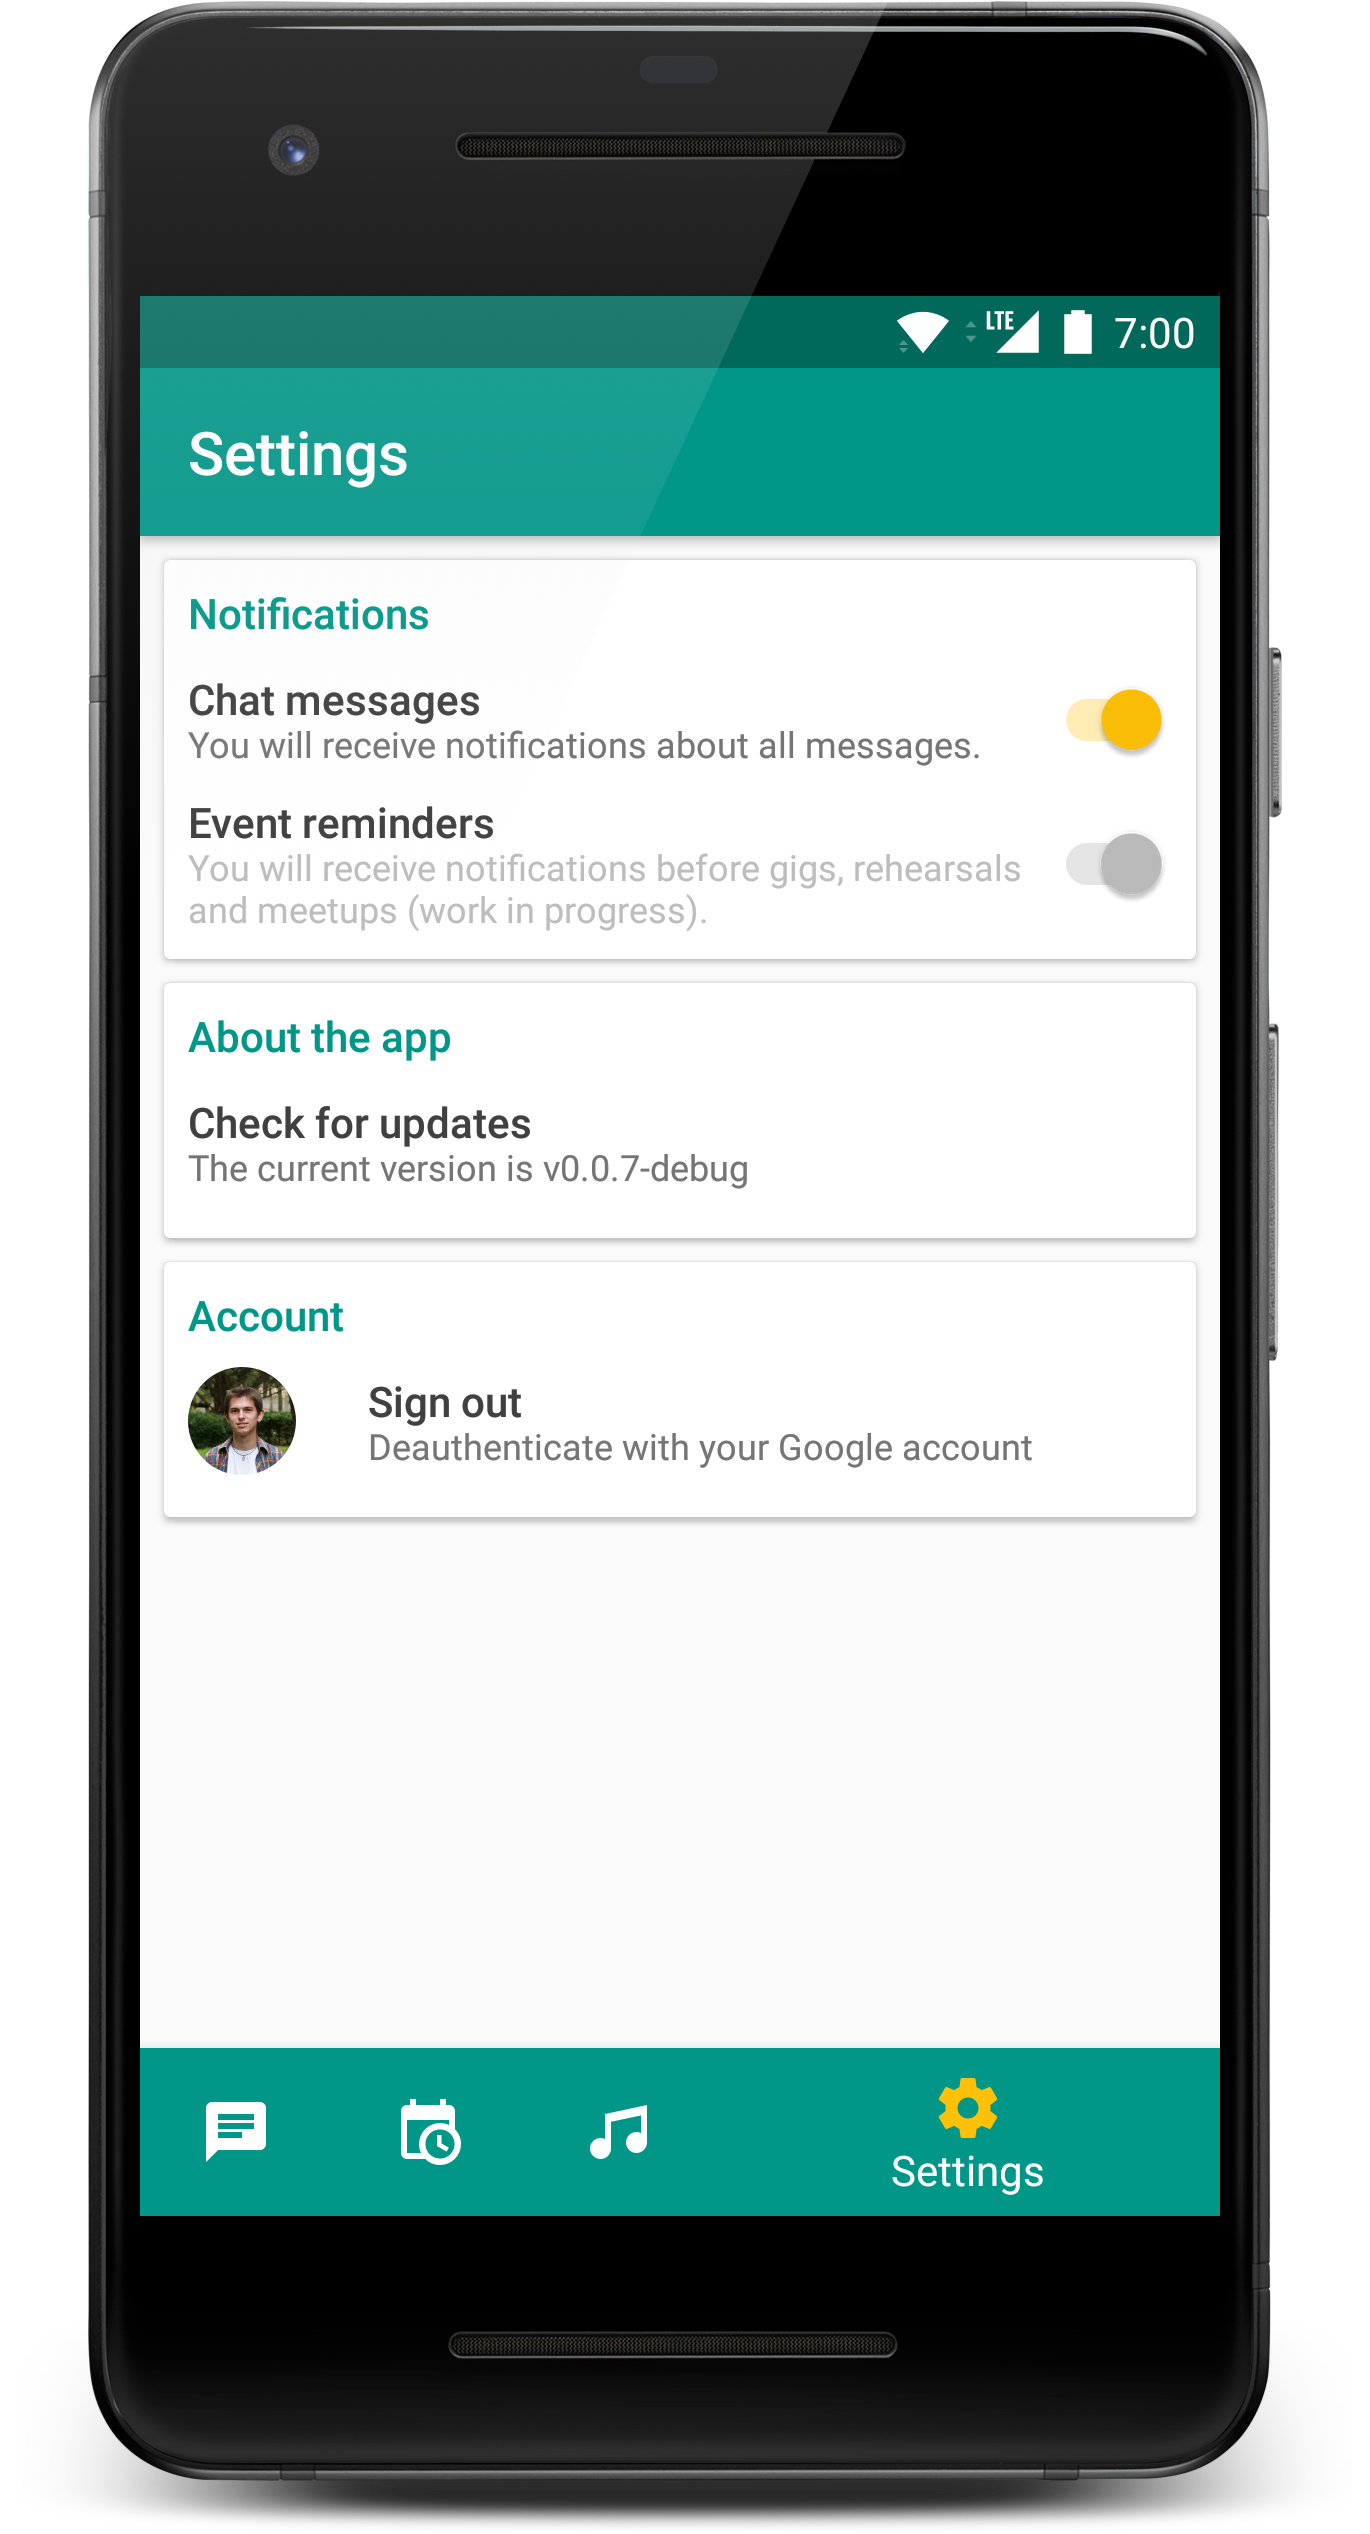 LTE 7:00
Settings
Notifications
Chat messages
You will receive notifications about all messages.
Event reminders
You will receive notifications before gigs, rehearsals
and meetups (work in progress).
About the app
Check for updates
The current version is v0.0.7-debug
Account
Sign out
Deauthenticate with your Google account
Settings